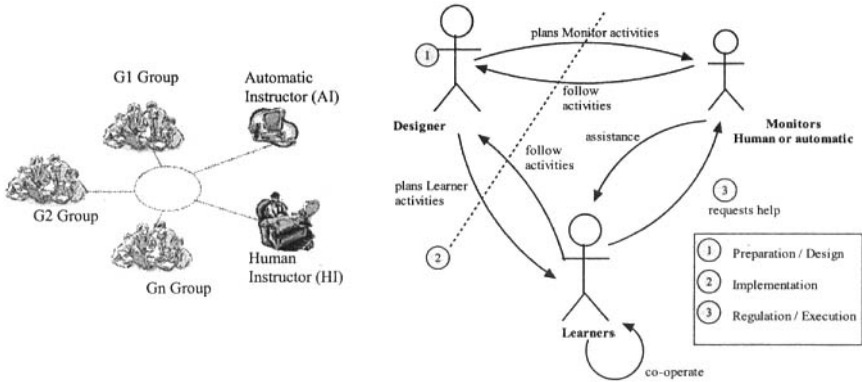 G1 Group
Automatic
Instructor (AI)
G2 Group
Gn Group
Human
Instructor (HI)
1
plans Monitor activities
follow
activities
Designer
Monitors
Human or automatic
assistance
follow
activities
plans Learner
activities
3
requests help
2
Learners
co-operate
1 Preparation / Design
2 Implementation
3 Regulation / Execution